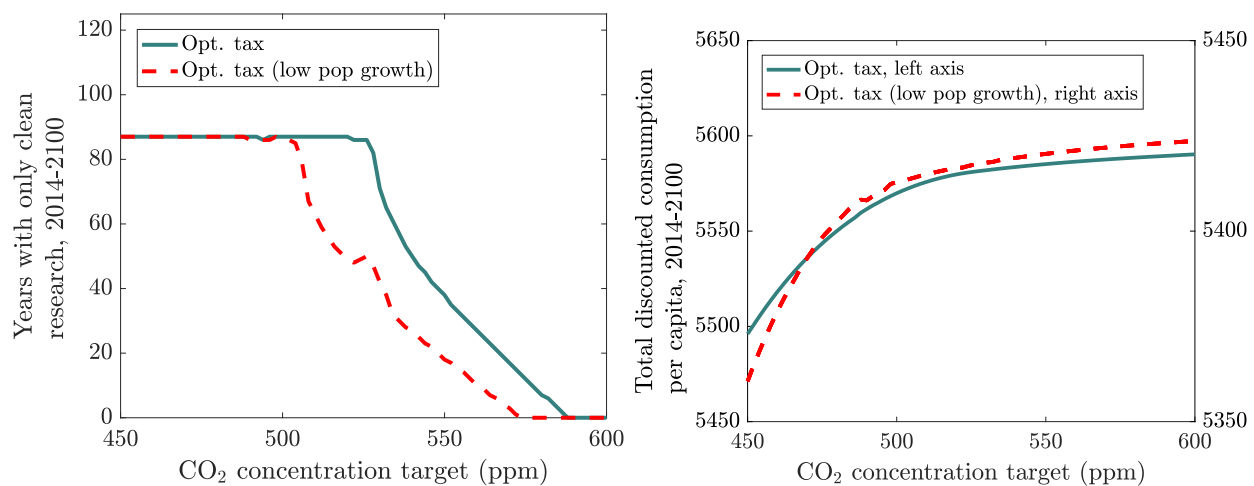 120
100
80
60
40
20
0
Years with only clean
research, 2014-2100
Opt. tax
Opt. tax (low pop growth)
450
500
550
600
CO₂ concentration target (ppm)
5650
5600
5550
5500
5450
Total discounted consumption
per capita, 2014-2100
Opt. tax, left axis
Opt. tax (low pop growth), right axis
5450
5400
5350
450
500
550
600
CO₂ concentration target (ppm)